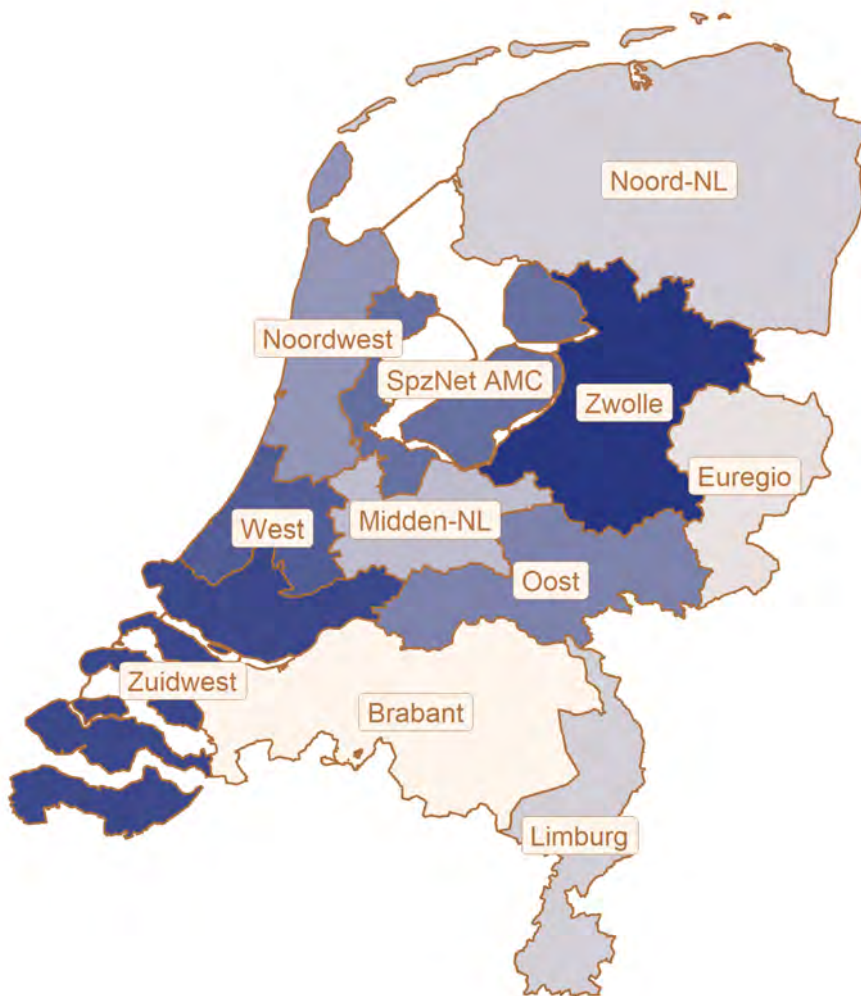 Noord-NL
Noordwest
SpzNet AMC
Zwolle
Euregio
West
Midden-NL
Oost
Zuidwest
Brabant
Limburg